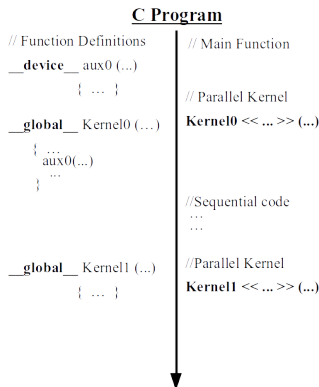 C Program
// Function Definitions
__device__ aux0 (...)
{ ... }
__global__ Kernel0 (...)
{ ...
aux0(...)
...
}
__global__ Kernel1 (...)
{ ... }
// Main Function
// Parallel Kernel
Kernel0 << ... >> (...)
//Sequential code
...
...
//Parallel Kernel
Kernel1 << ... >> (...)